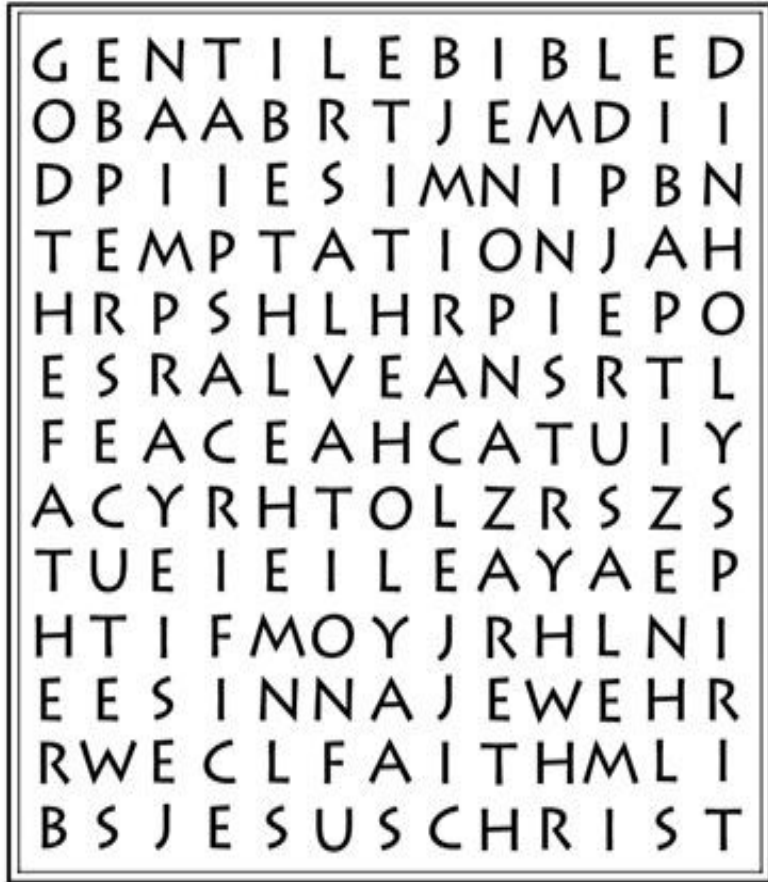 G E N T I L E B I B L E D
O B A A B R T J E M D I I
D P I I E S I M N I P B N
T E M P T A T I O N J A H
H R P S H L H R P I E P O
E S R A L V E A N S R T L
F E A C E A H C A T U I Y
A C Y R H T O L Z R S Z S
T U E I E I L E A Y A E P
H T I F M O Y J R H L N I
E E S I N N A J E W E H R
R W E C L F A I T H M L I
B S J E S U S C H R I S T